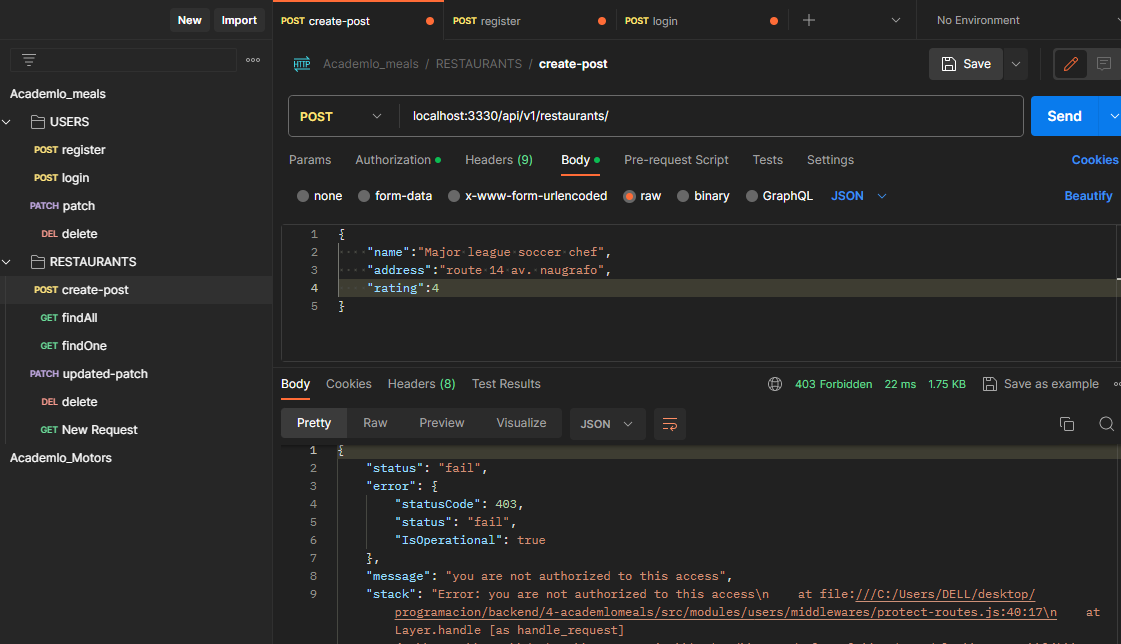 New Import
POST create-post POST register POST login No Environment
Academlo_meals / RESTAURANTS / create-post Save
Academlo_meals
USERS
POST register
POST login
PATCH patch
DEL delete
RESTAURANTS
POST create-post
GET findAll
GET findOne
PATCH updated-patch
DEL delete
GET New Request
Academlo_Motors
POST localhost:3330/api/v1/restaurants/ Send
Params Authorization Headers (9) Body Pre-request Script Tests Settings Cookies
none form-data x-www-form-urlencoded raw binary GraphQL JSON Beautify
1 {
2 "name":"Major league soccer chef",
3 "address":"route 14 av. naugrafo",
4 "rating":4
5 }
Body Cookies Headers (8) Test Results 403 Forbidden 22 ms 1.75 KB Save as example
Pretty Raw Preview Visualize JSON
1 {
2 "status": "fail",
3 "error": {
4 "statusCode": 403,
5 "status": "fail",
6 "IsOperational": true
7 },
8 "message": "you are not authorized to this access",
9 "stack": "Error: you are not authorized to this access\n at file:///C:/Users/DELL/desktop/
programacion/backend/4-academlomeals/src/modules/users/middlewares/protect-routes.js:40:17\n at
Layer.handle [as handle_request]